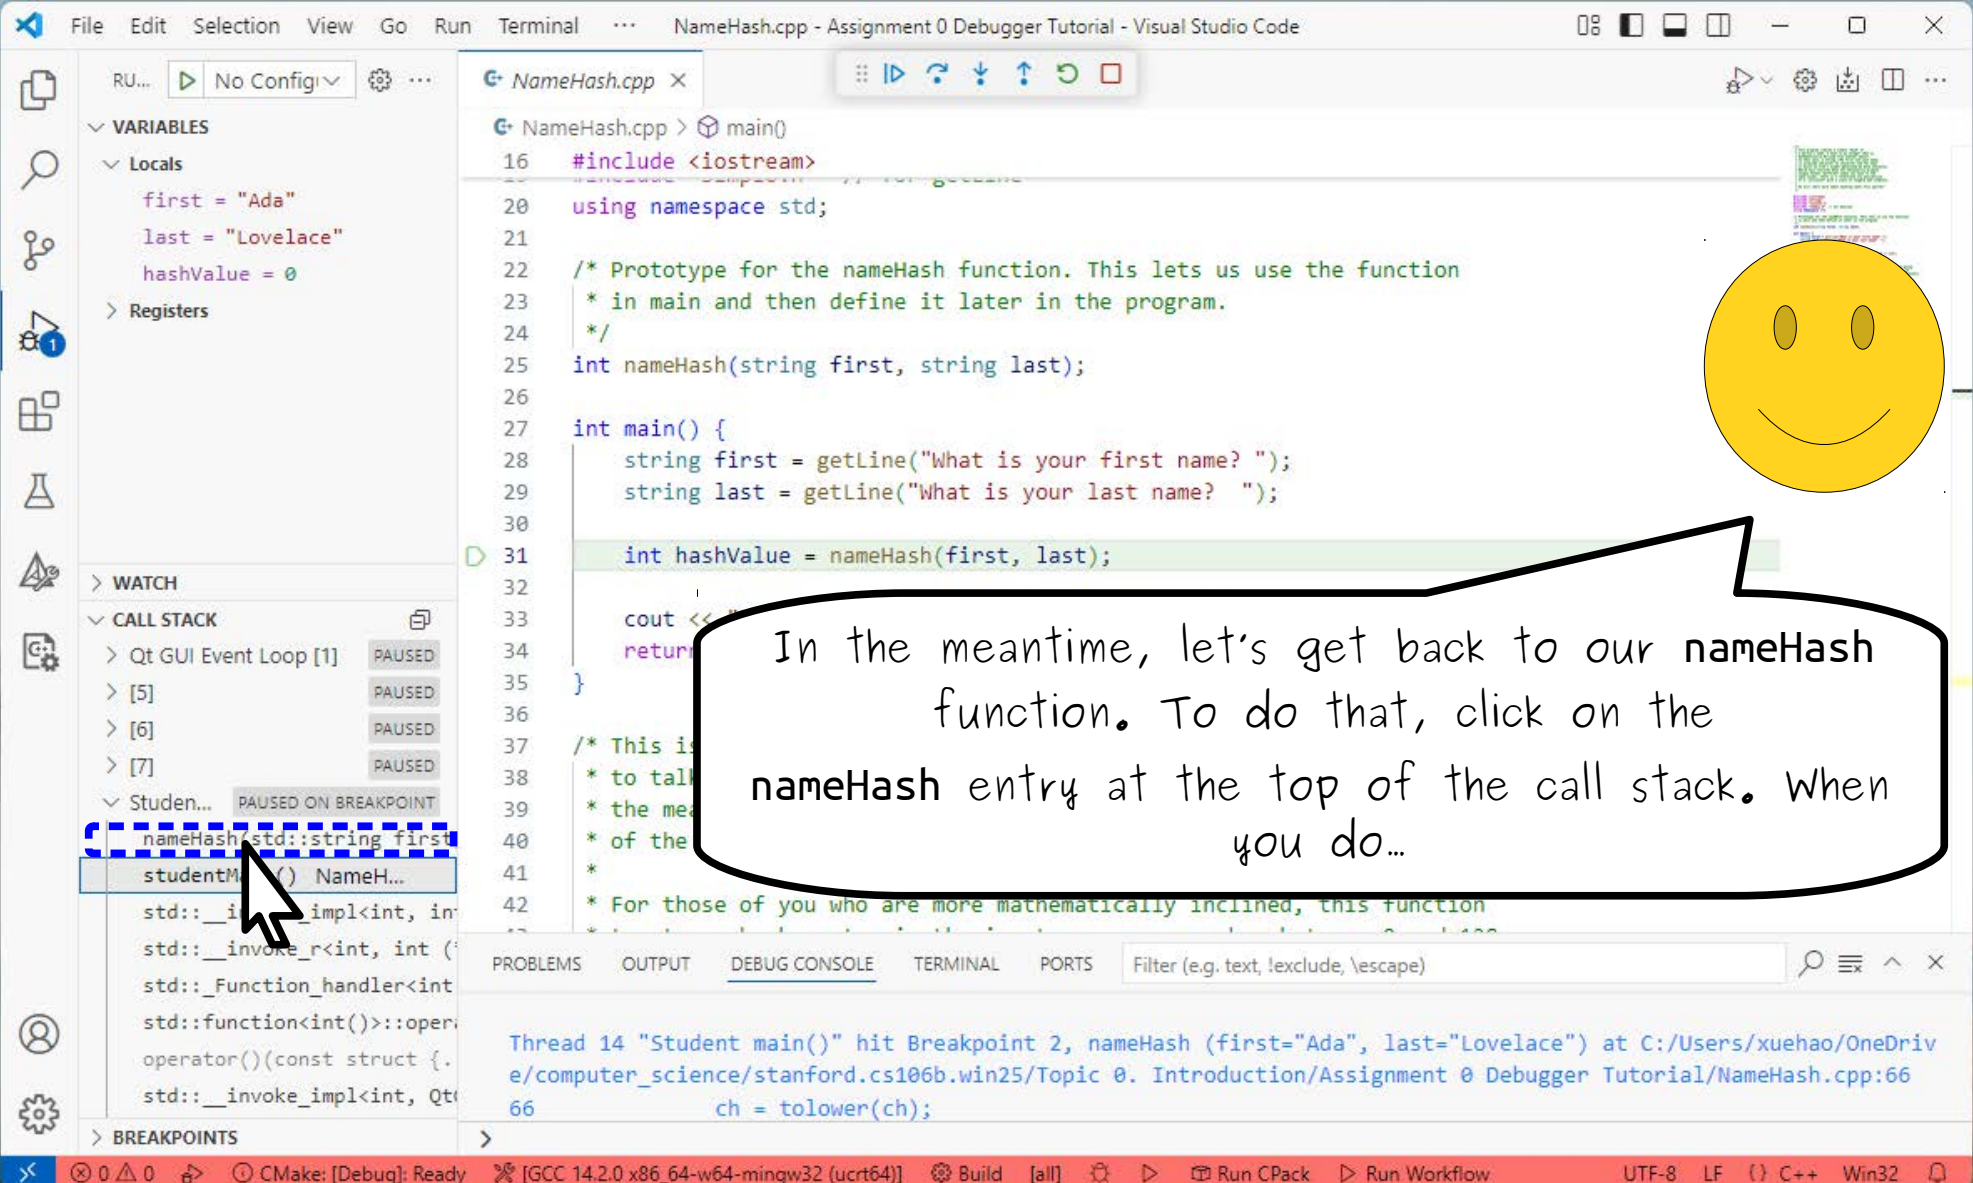 File Edit Selection View Go Run Terminal ··· NameHash.cpp - Assignment 0 Debugger Tutorial - Visual Studio Code
RU... No Config ···
NameHash.cpp
VARIABLES
Locals
first = "Ada"
last = "Lovelace"
hashValue = 0
Registers
WATCH
CALL STACK
Qt GUI Event Loop [1] PAUSED
[5] PAUSED
[6] PAUSED
[7] PAUSED
Studen... PAUSED ON BREAKPOINT
nameHash(std::string first
() NameH...
impl<int, in
std::__invoke_r<int, int (
std::_Function_handler<int
std::function<int()>::oper
operator()(const struct {.
std::__invoke_impl<int, Qt
BREAKPOINTS
NameHash.cpp > main()
16 #include <iostream>
20 using namespace std;
21
22 /* Prototype for the nameHash function. This lets us use the function
23 * in main and then define it later in the program.
24 */
25 int nameHash(string first, string last);
26
27 int main() {
28 string first = getLine("What is your first name? ");
29 string last = getLine("What is your last name?  ");
30
31 int hashValue = nameHash(first, last);
32
33 cout << "
34 return
35 }
36
37 /* This is
38 * to talk
39 * the mea
40 * of the
41 *
42 * For those of you who are more mathematically inclined, this function
In the meantime, let's get back to our nameHash
function. To do that, click on the
nameHash entry at the top of the call stack. When
you do…
PROBLEMS OUTPUT DEBUG CONSOLE TERMINAL PORTS Filter (e.g. text, !exclude, \escape)
Thread 14 "Student main()" hit Breakpoint 2, nameHash (first="Ada", last="Lovelace") at C:/Users/xuehao/OneDriv
e/computer_science/stanford.cs106b.win25/Topic 0. Introduction/Assignment 0 Debugger Tutorial/NameHash.cpp:66
66 ch = tolower(ch);
0 0 CMake: [Debug]: Ready [GCC 14.2.0 x86_64-w64-mingw32 (ucrt64)] Build [all] Run CPack Run Workflow UTF-8 LF {} C++ Win32